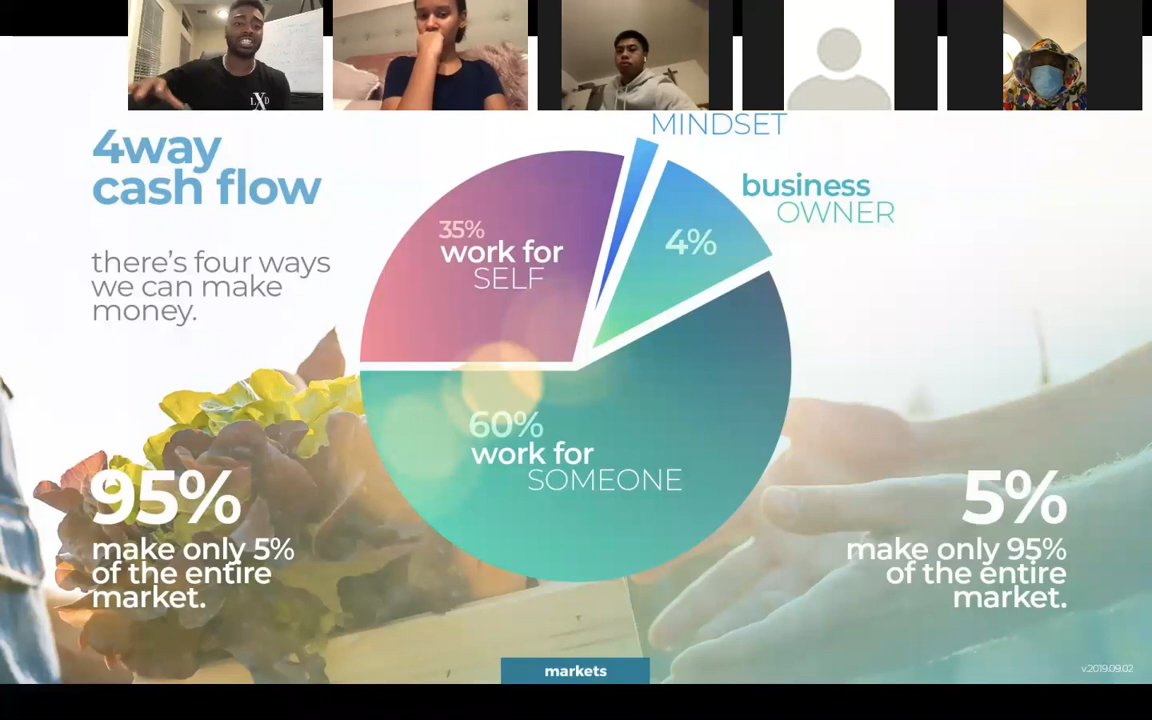 LXD
MINDSET
4way
cash flow
business
OWNER
35%
work for
SELF
4%
there's four ways
we can make
money.
60%
work for
SOMEONE
95%
make only 5%
of the entire
market.
5%
make only 95%
of the entire
market.
markets
v.2019.09.02